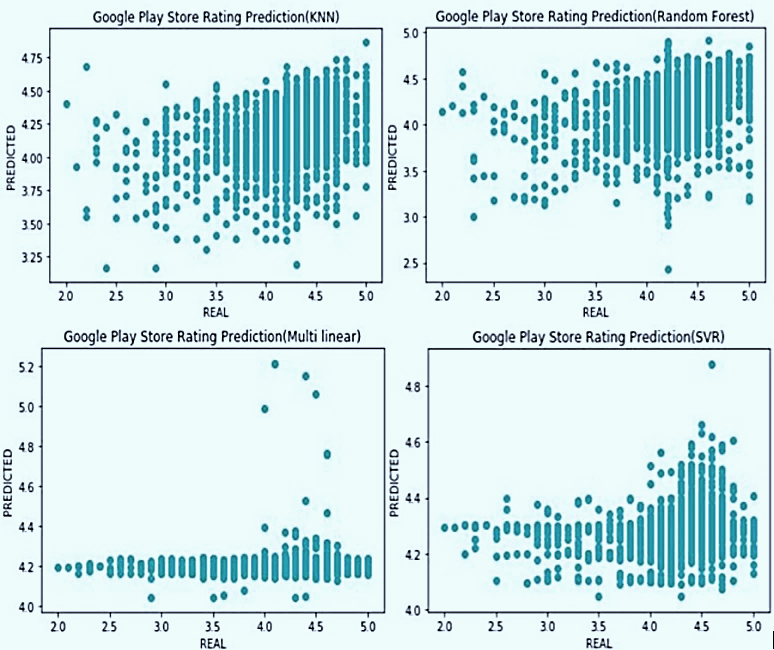 Google Play Store Rating Prediction(KNN)
PREDICTED
4.75
4.50
4.25
4.00
3.75
3.50
3.25
2.0 2.5 3.0 3.5 4.0 4.5 5.0
REAL
Google Play Store Rating Prediction(Random Forest)
PREDICTED
5.0
4.5
4.0
3.5
3.0
2.5
2.0 2.5 3.0 3.5 4.0 4.5 5.0
REAL
Google Play Store Rating Prediction(Multi linear)
PREDICTED
5.2
5.0
4.8
4.6
4.4
4.2
4.0
2.0 2.5 3.0 3.5 4.0 4.5 5.0
REAL
Google Play Store Rating Prediction(SVR)
PREDICTED
4.8
4.6
4.4
4.2
4.0
2.0 2.5 3.0 3.5 4.0 4.5 5.0
REAL